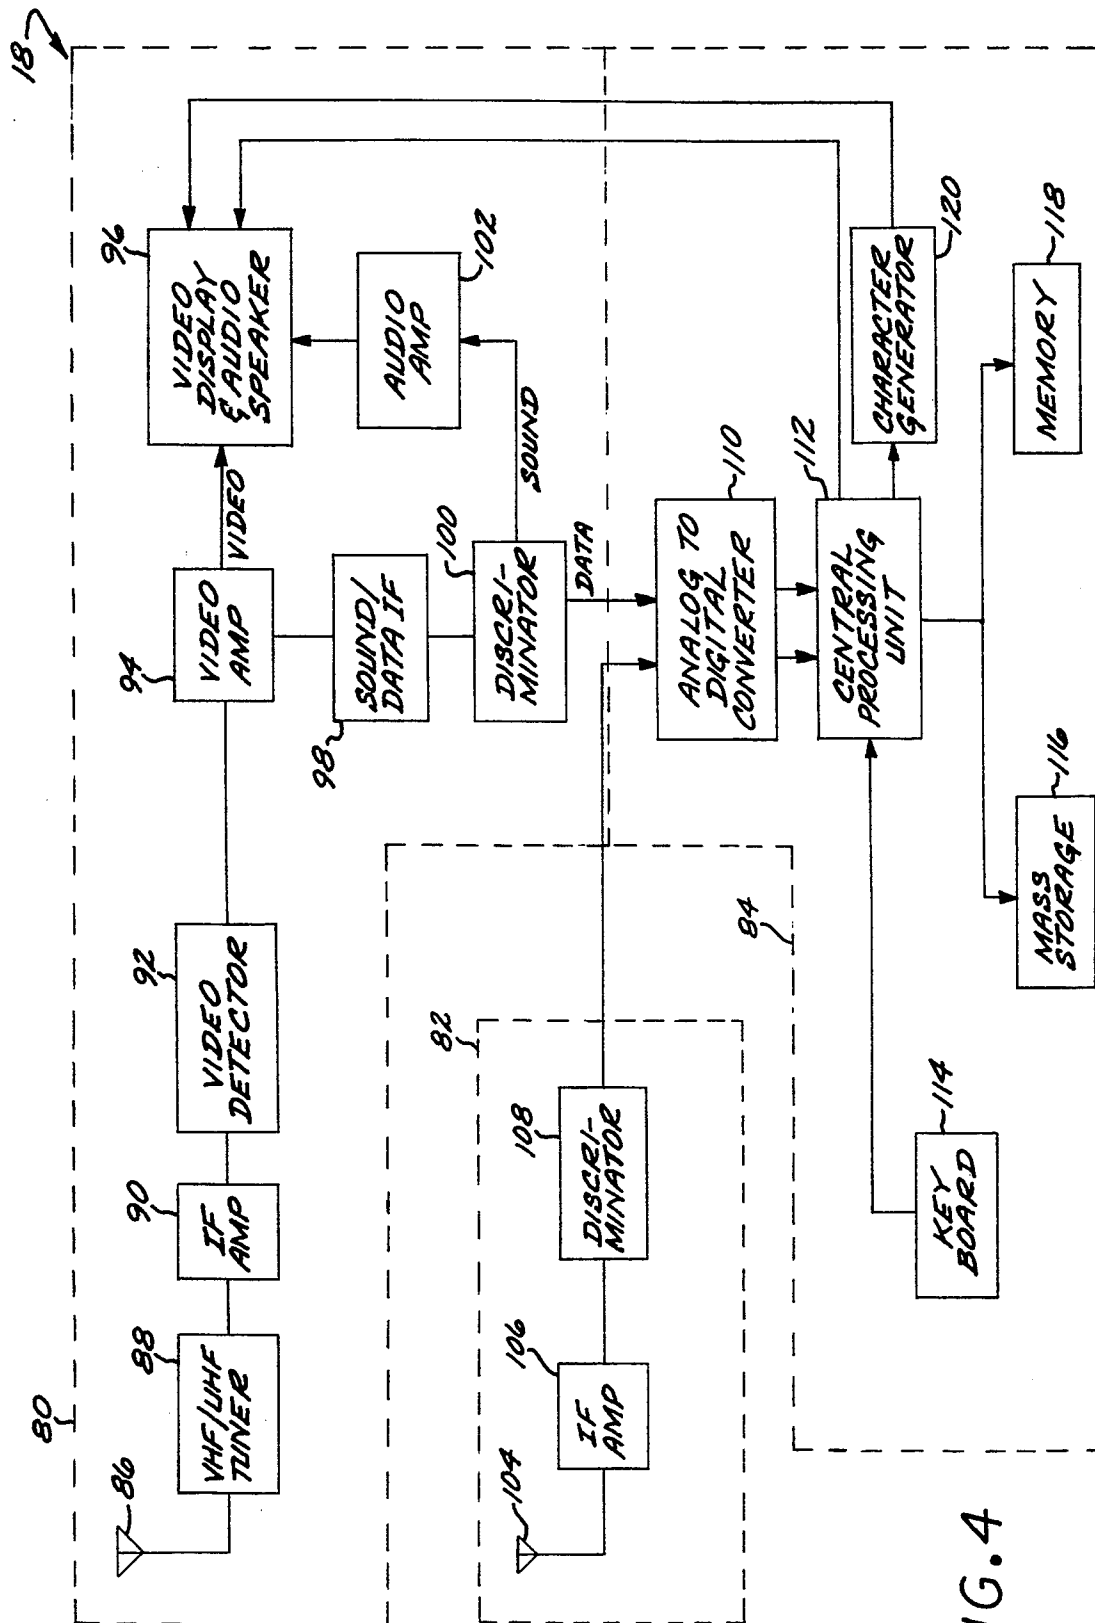 18
80
86
88
VHF/UHF
TUNER
90
IF
AMP
92
VIDEO
DETECTOR
94
VIDEO
AMP
VIDEO
96
VIDEO
DISPLAY
& AUDIO
SPEAKER
98
SOUND/
DATA IF
AUDIO
AMP
102
100
DISCRI-
MINATOR
SOUND
DATA
82
104
106
IF
AMP
108
DISCRI-
MINATOR
84
ANALOG TO
DIGITAL
CONVERTER
110
112
CENTRAL
PROCESSING
UNIT
CHARACTER
GENERATOR
120
KEY
BOARD
114
MASS
STORAGE
116
MEMORY
118
IG.4